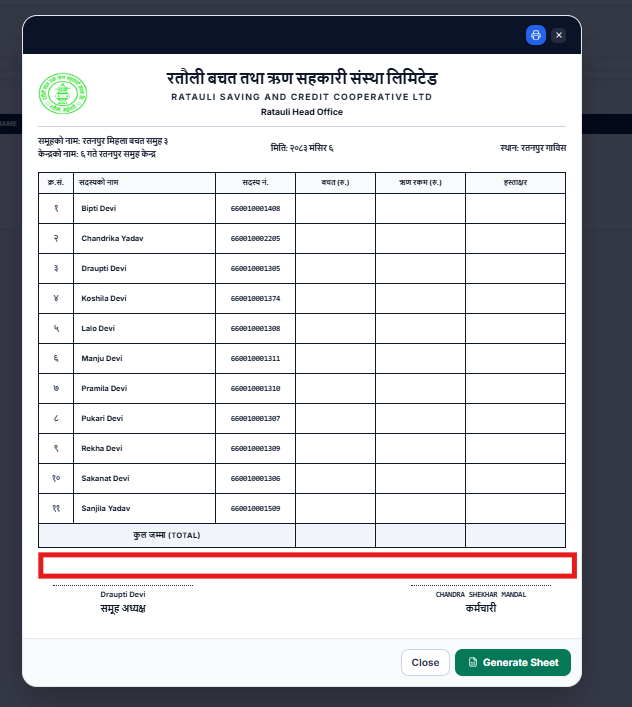 NAME
रतौली बचत तथा ऋण सहकारी संस्था लिमिटेड
RATAULI SAVING AND CREDIT COOPERATIVE LTD
Ratauli Head Office
समूहको नाम: रतनपुर मिहला बचत समुह ३
केन्द्रको नाम: ६ गते रतनपुर समुह केन्द्र
मिति: २०८३ मंसिर ६
स्थान: रतनपुर गाविस
क्र.सं. सदस्यको नाम सदस्य नं. बचत (रु.) ऋण रकम (रु.) हस्ताक्षर
१ Bipti Devi 660010001408
२ Chandrika Yadav 660010002205
३ Draupti Devi 660010001305
४ Koshila Devi 660010001374
५ Lalo Devi 660010001308
६ Manju Devi 660010001311
७ Pramila Devi 660010001310
८ Pukari Devi 660010001307
९ Rekha Devi 660010001309
१० Sakanat Devi 660010001306
११ Sanjila Yadav 660010001509
कुल जम्मा (TOTAL)
Draupti Devi
समूह अध्यक्ष
CHANDRA SHEKHAR MANDAL
कर्मचारी
Close
Generate Sheet